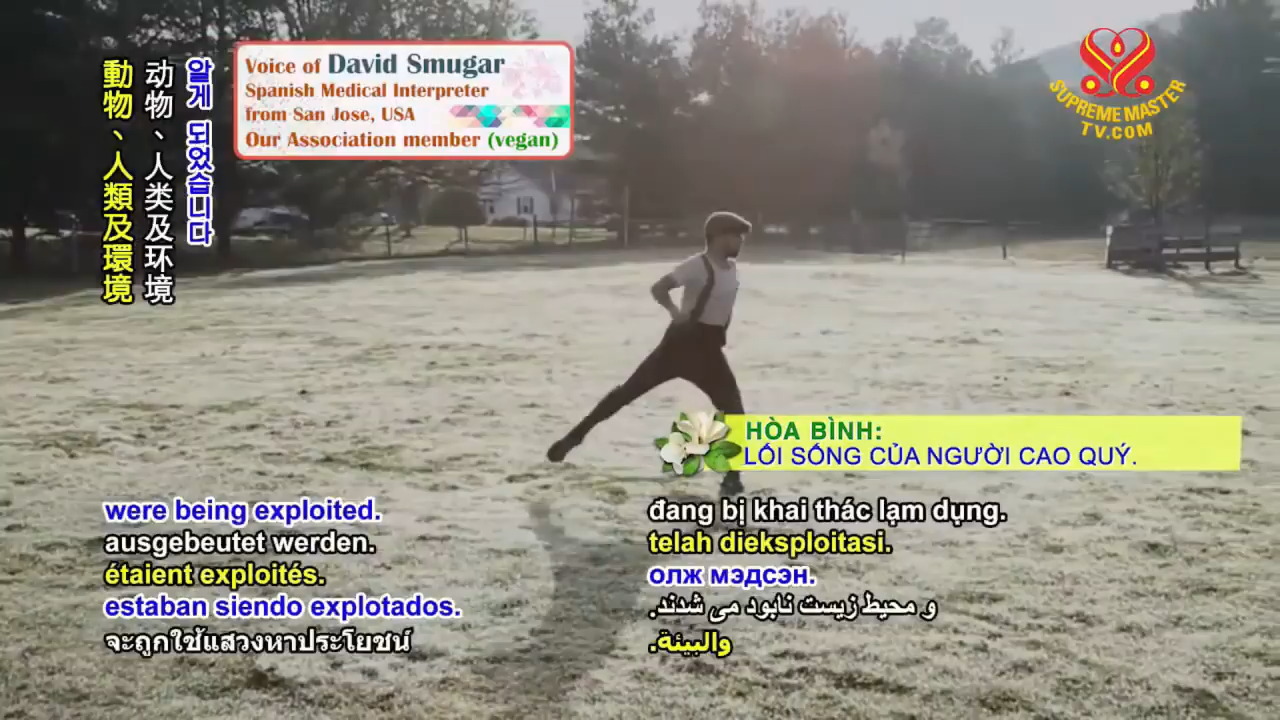 알게 되었습니다
动物、人类及环境
動物、人類及環境
Voice of David Smugar
Spanish Medical Interpreter
from San Jose, USA
Our Association member (vegan)
SUPREME MASTER
TV.COM
HÒA BÌNH:
LỐI SỐNG CỦA NGƯỜI CAO QUÝ.
were being exploited.
ausgebeutet werden.
étaient exploités.
estaban siendo explotados.
จะถูกใช้แสวงหาประโยชน์
đang bị khai thác lạm dụng.
telah dieksploitasi.
олж мэдсэн.
و محیط زیست نابود می شدند.
والبيئة.